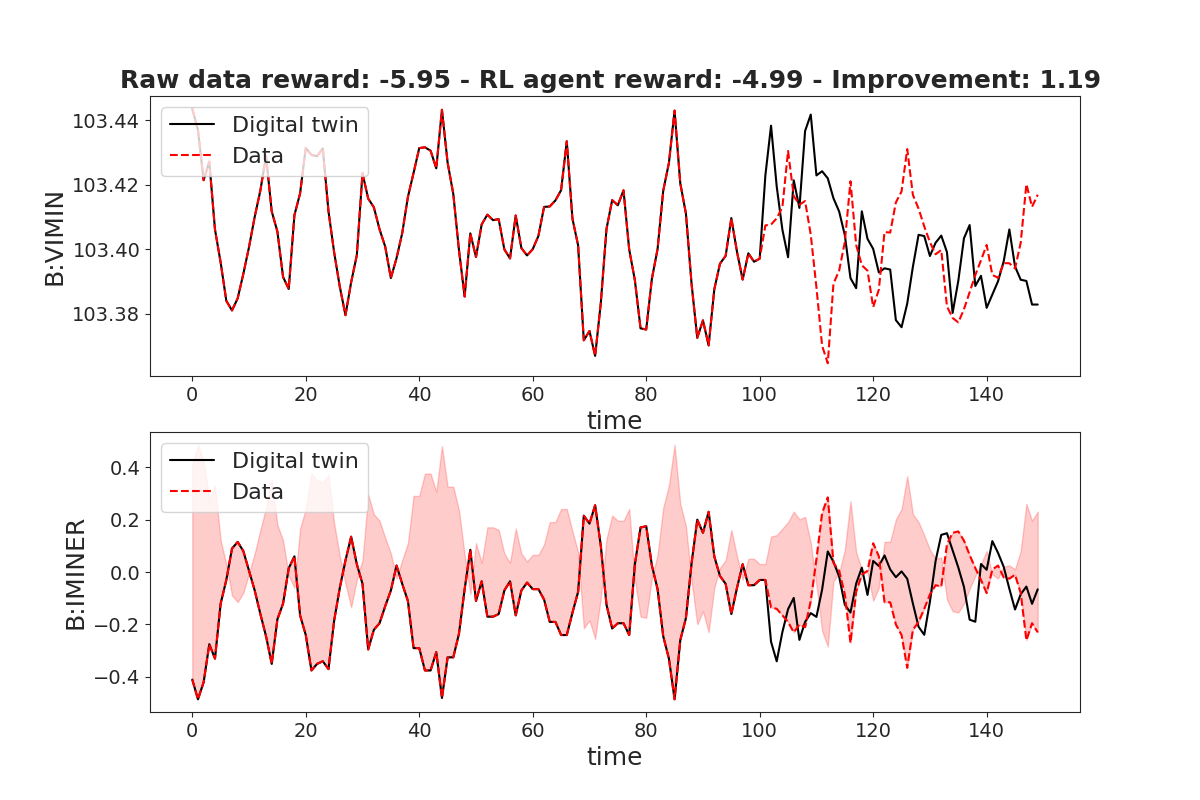 Raw data reward: -5.95 - RL agent reward: -4.99 - Improvement: 1.19
B:VIMIN
103.44
103.42
103.40
103.38
Digital twin
Data
0 20 40 60 80 100 120 140
time
B:IMINER
0.4
0.2
0.0
−0.2
−0.4
Digital twin
Data
0 20 40 60 80 100 120 140
time